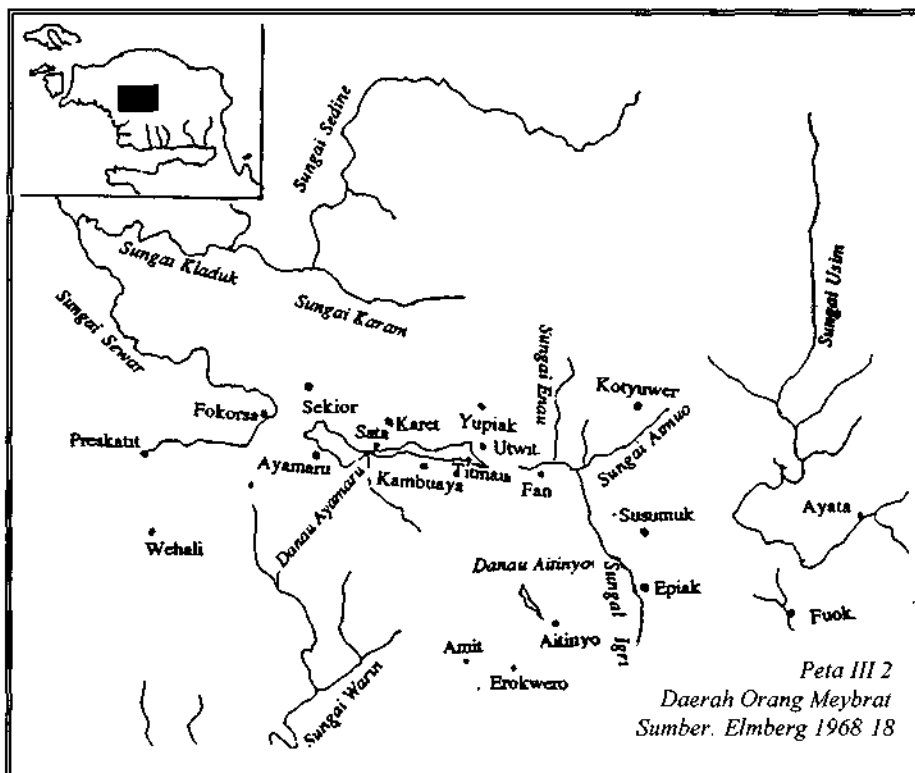 Sungai Sedine
Sungai Kladuk
Sungai Karam
Sungai Sewar
Sungai Usim
Sungai Enau
Kotyuwer
Sekior
Fokorsa
Karet
Yupiak
Sungai Asmuo
Preskatit
Sata
Utwit
Ayamaru
Kambuaya
Titmau
Fan
Danau Ayamaru
Susumuk
Ayata
Wehali
Danau Aitinyo
Sungai Igri
Epiak
Fuok
Aitinyo
Amit
Erokwero
Sungai Warin
Peta III 2
Daerah Orang Meybrat
Sumber. Elmberg 1968 18